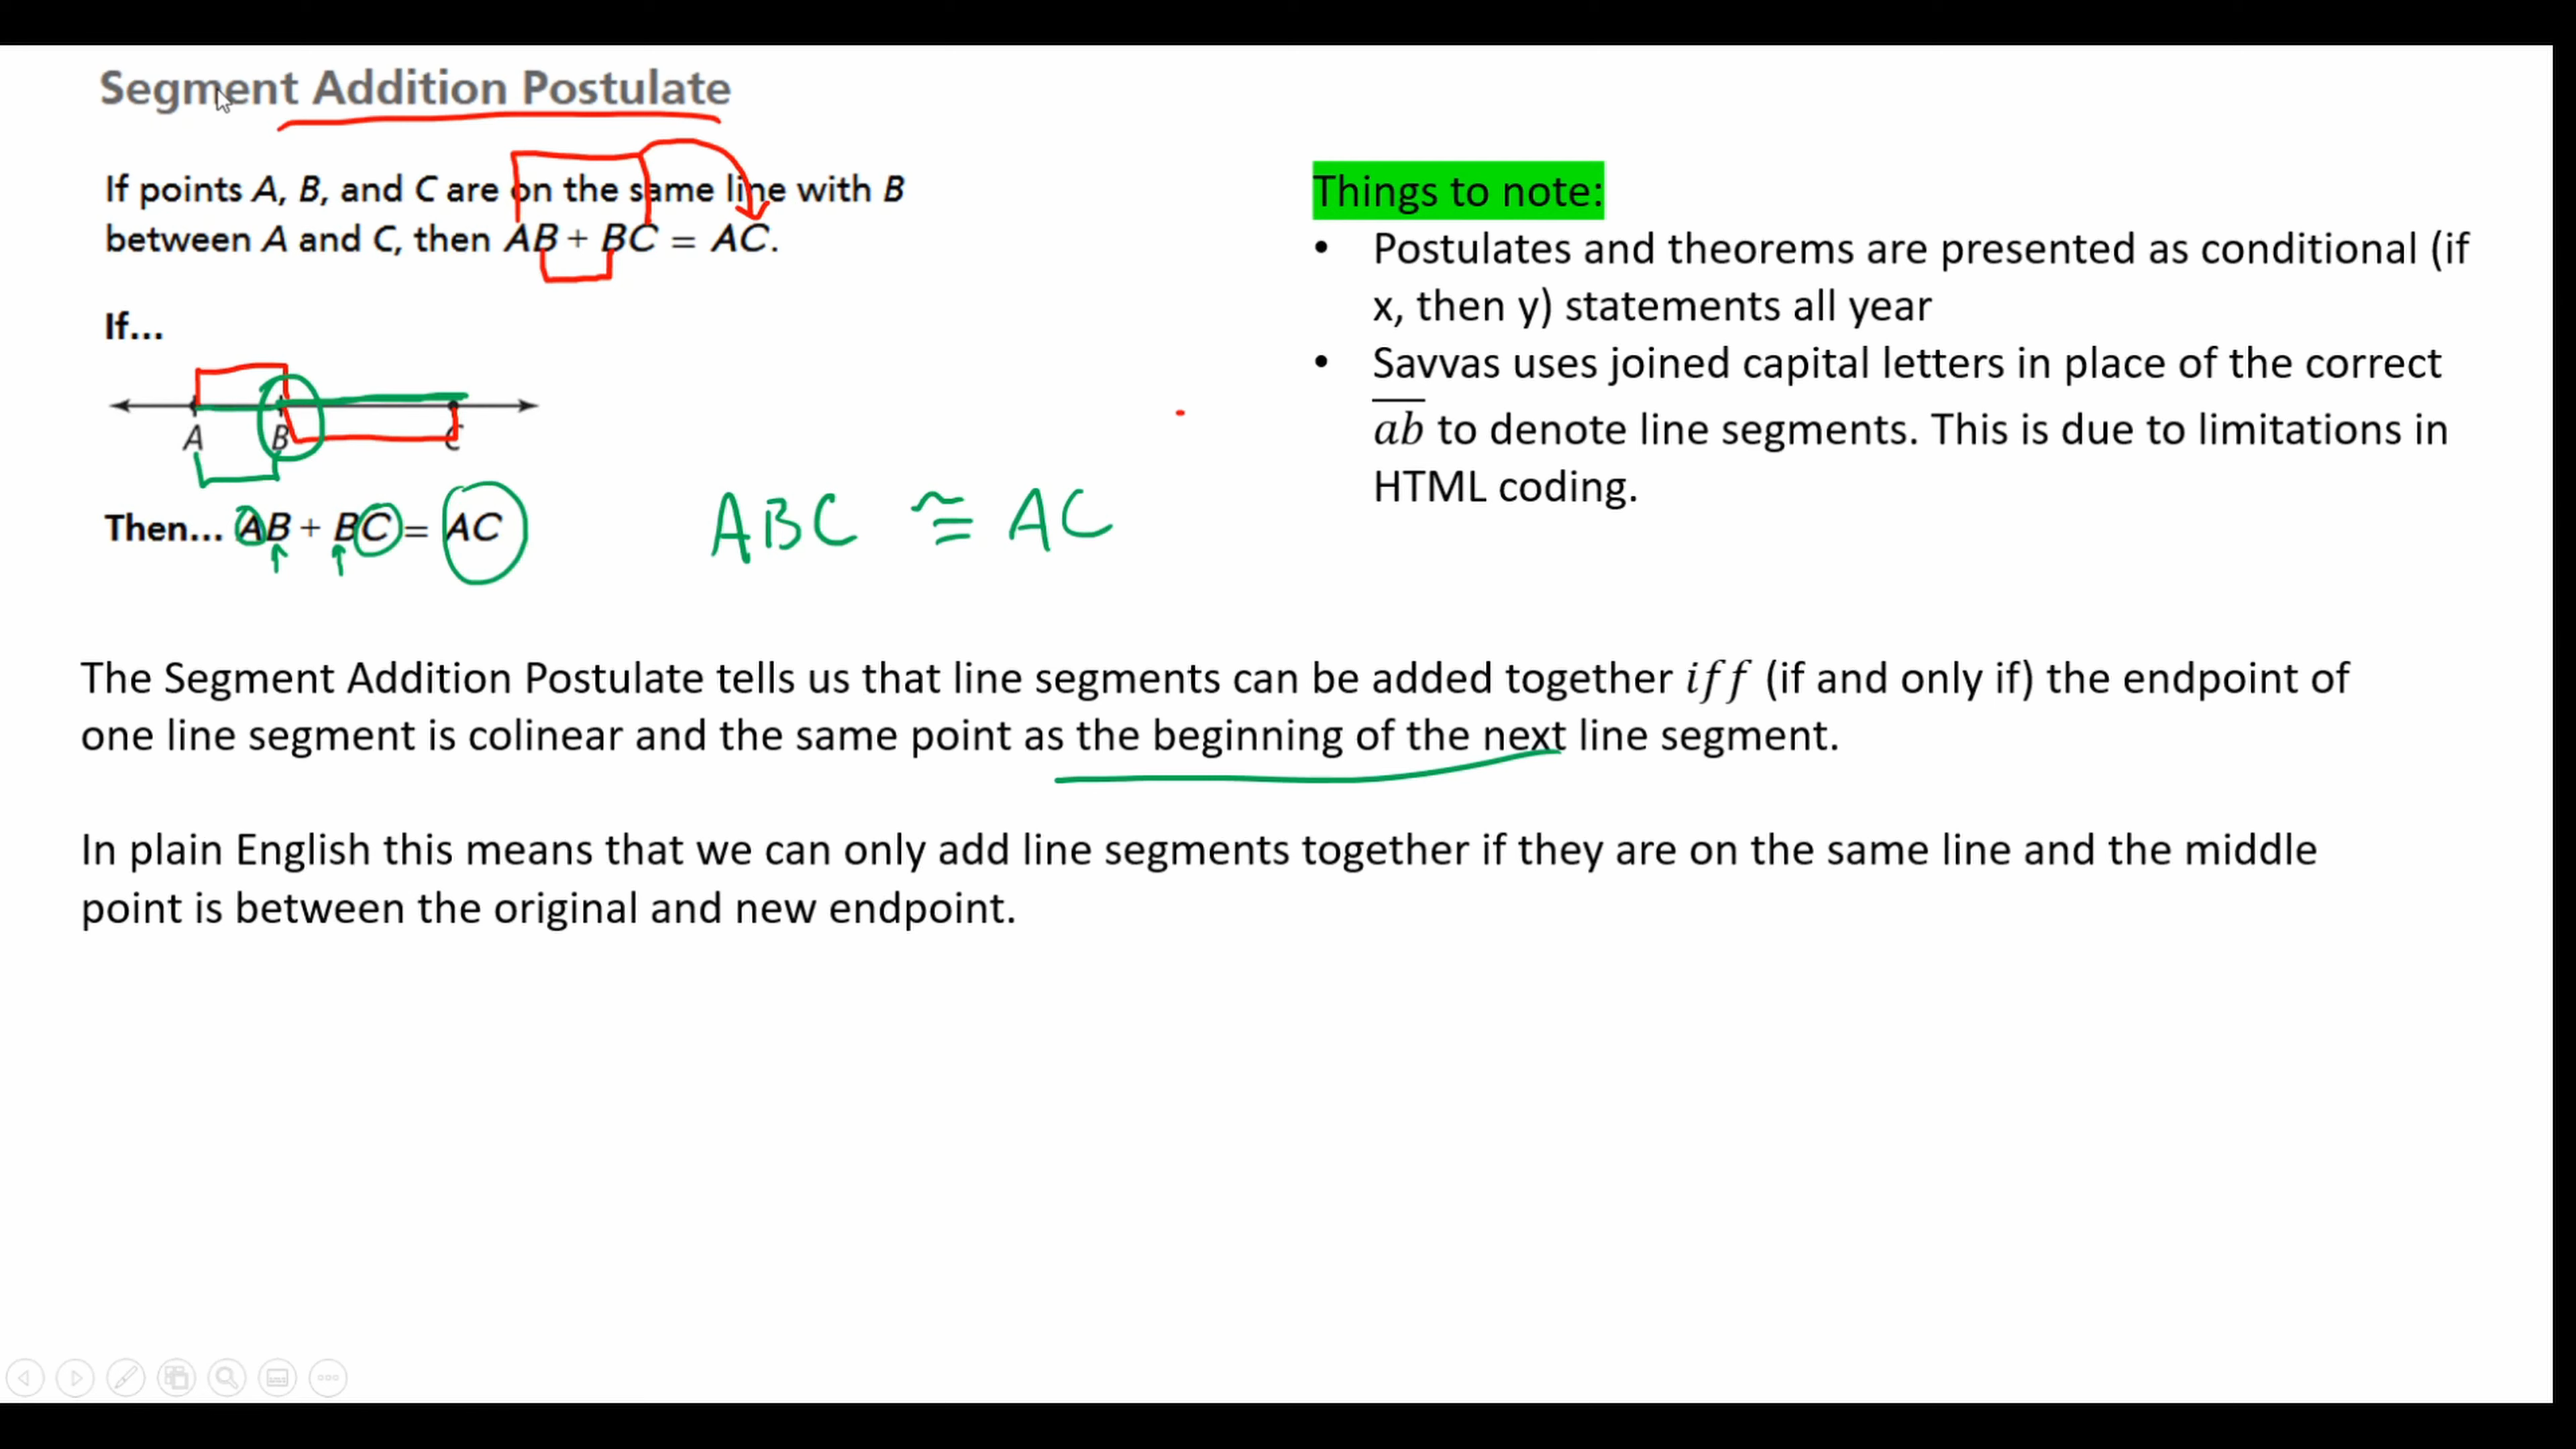 Segment Addition Postulate
If points A, B, and C are on the same line with B
between A and C, then AB + BC = AC.
If...
A B C
Then... AB + BC = AC
ABC ≅ AC
Things to note:
• Postulates and theorems are presented as conditional (if
x, then y) statements all year
• Savvas uses joined capital letters in place of the correct
a̅b̅ to denote line segments. This is due to limitations in
HTML coding.
The Segment Addition Postulate tells us that line segments can be added together iff (if and only if) the endpoint of
one line segment is colinear and the same point as the beginning of the next line segment.
In plain English this means that we can only add line segments together if they are on the same line and the middle
point is between the original and new endpoint.